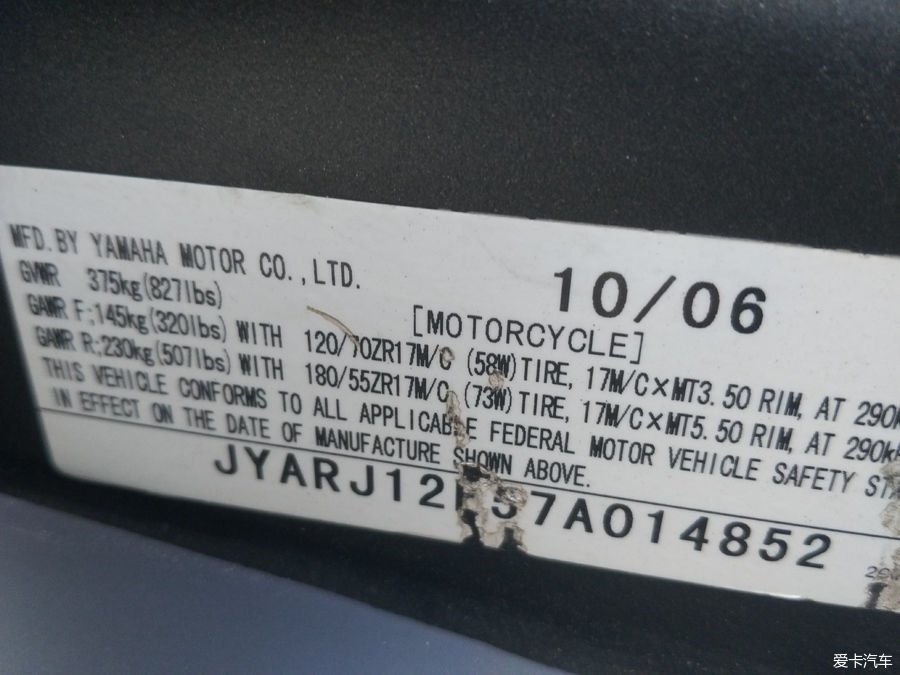 MFD.BY YAMAHA MOTOR CO.,LTD.
10/06
GVWR 375kg(827lbs)
[MOTORCYCLE]
GAWR F;145kg(320lbs) WITH 120/70ZR17M/C (58W)TIRE, 17M/C×MT3.50 RIM, AT 290k
GAWR R;230kg(507lbs) WITH 180/55ZR17M/C (73W)TIRE, 17M/C×MT5.50 RIM, AT 290k
THIS VEHICLE CONFORMS TO ALL APPLICABLE FEDERAL MOTOR VEHICLE SAFETY STA
IN EFFECT ON THE DATE OF MANUFACTURE SHOWN ABOVE.
爱卡汽车